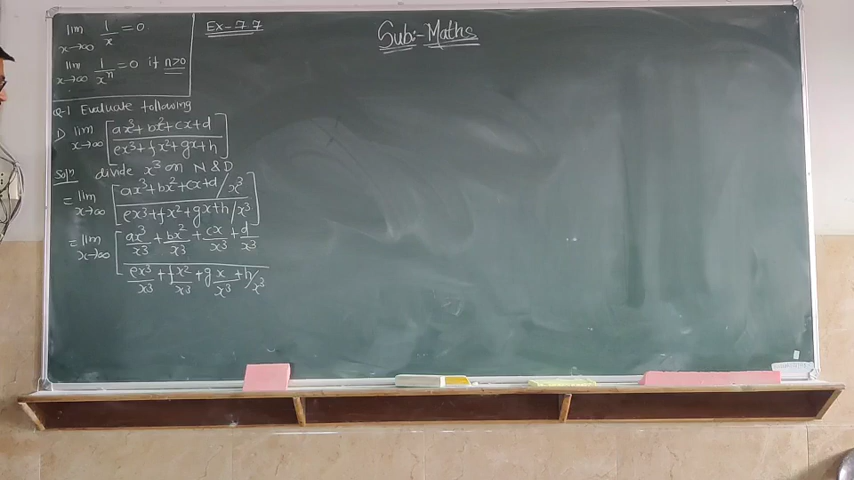 Sub:- Maths
Ex-7.7
lim x→∞ 1/x = 0
lim x→∞ 1/xⁿ = 0 if n>0
Q-1 Evaluate following
1) lim x→∞ [ax³+bx²+cx+d / ex³+fx²+gx+h]
Solⁿ divide x³ on N & D
= lim x→∞ [ax³+bx²+cx+d/x³ / ex³+fx²+gx+h/x³]
= lim x→∞ [ax³/x³ + bx²/x³ + cx/x³ + d/x³ / ex³/x³ + fx²/x³ + g x/x³ + h/x³